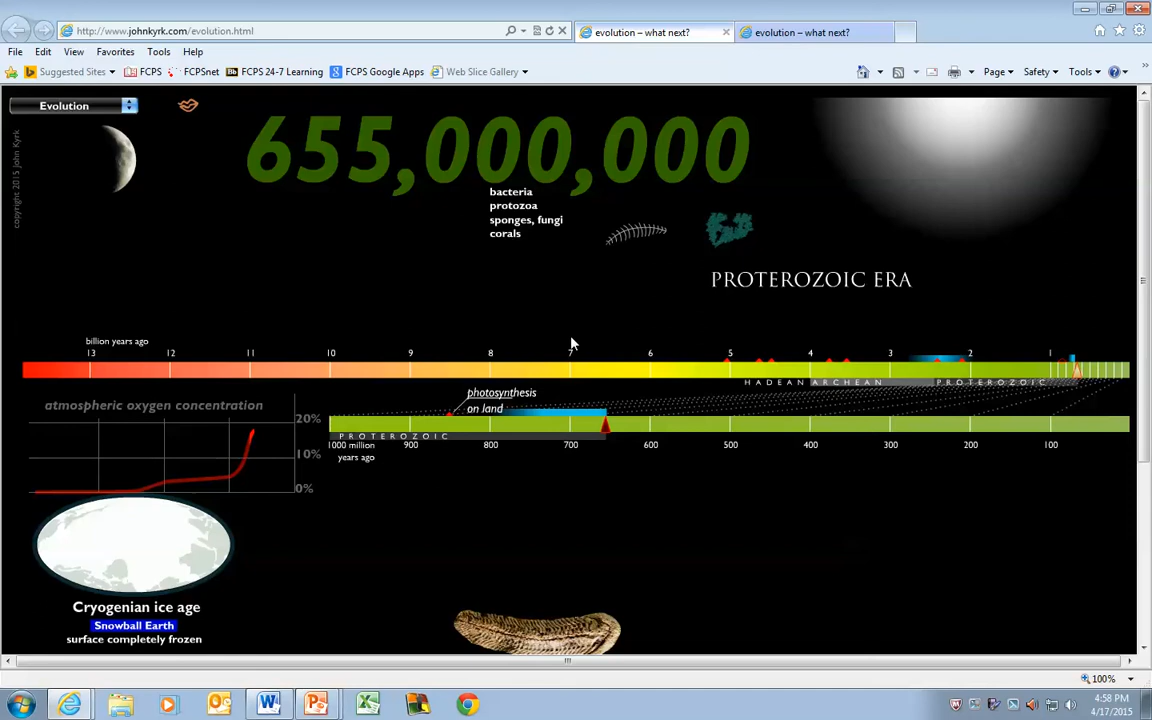 http://www.johnkyrk.com/evolution.html
evolution – what next?
evolution – what next?
File Edit View Favorites Tools Help
Suggested Sites FCPS FCPSnet FCPS 24-7 Learning FCPS Google Apps Web Slice Gallery
Page Safety Tools
Evolution
copyright 2015 John Kyrk
655,000,000
bacteria
protozoa
sponges, fungi
corals
PROTEROZOIC ERA
billion years ago
13 12 11 10 9 8 7 6 5 4 3 2 1
HADEAN ARCHEAN PROTEROZOIC
atmospheric oxygen concentration
20%
10%
0%
photosynthesis
on land
PROTEROZOIC
1000 million
years ago
900 800 700 600 500 400 300 200 100
Cryogenian ice age
Snowball Earth
surface completely frozen
100%
4:58 PM
4/17/2015